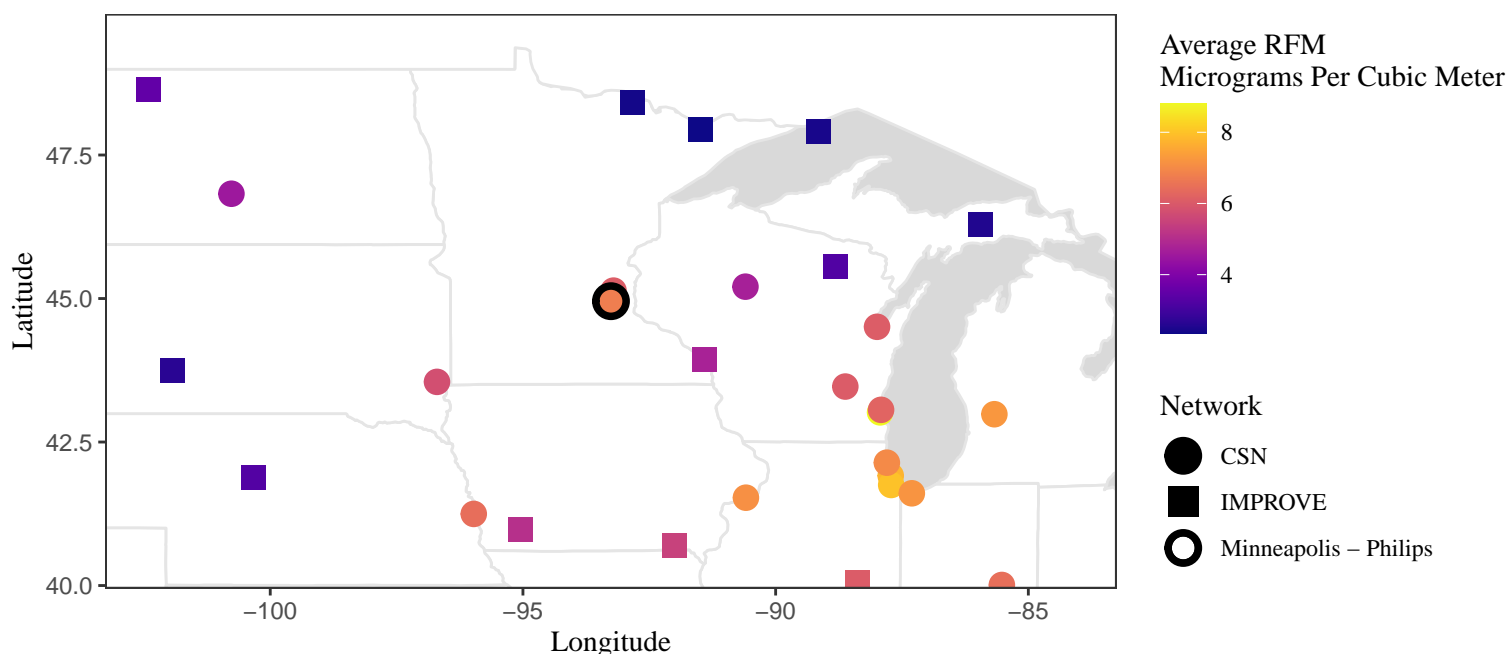 Average RFM
Micrograms Per Cubic Meter
8
6
4
47.5
45.0
42.5
40.0
Latitude
−100
−95
−90
−85
Longitude
Network
CSN
IMPROVE
Minneapolis − Philips